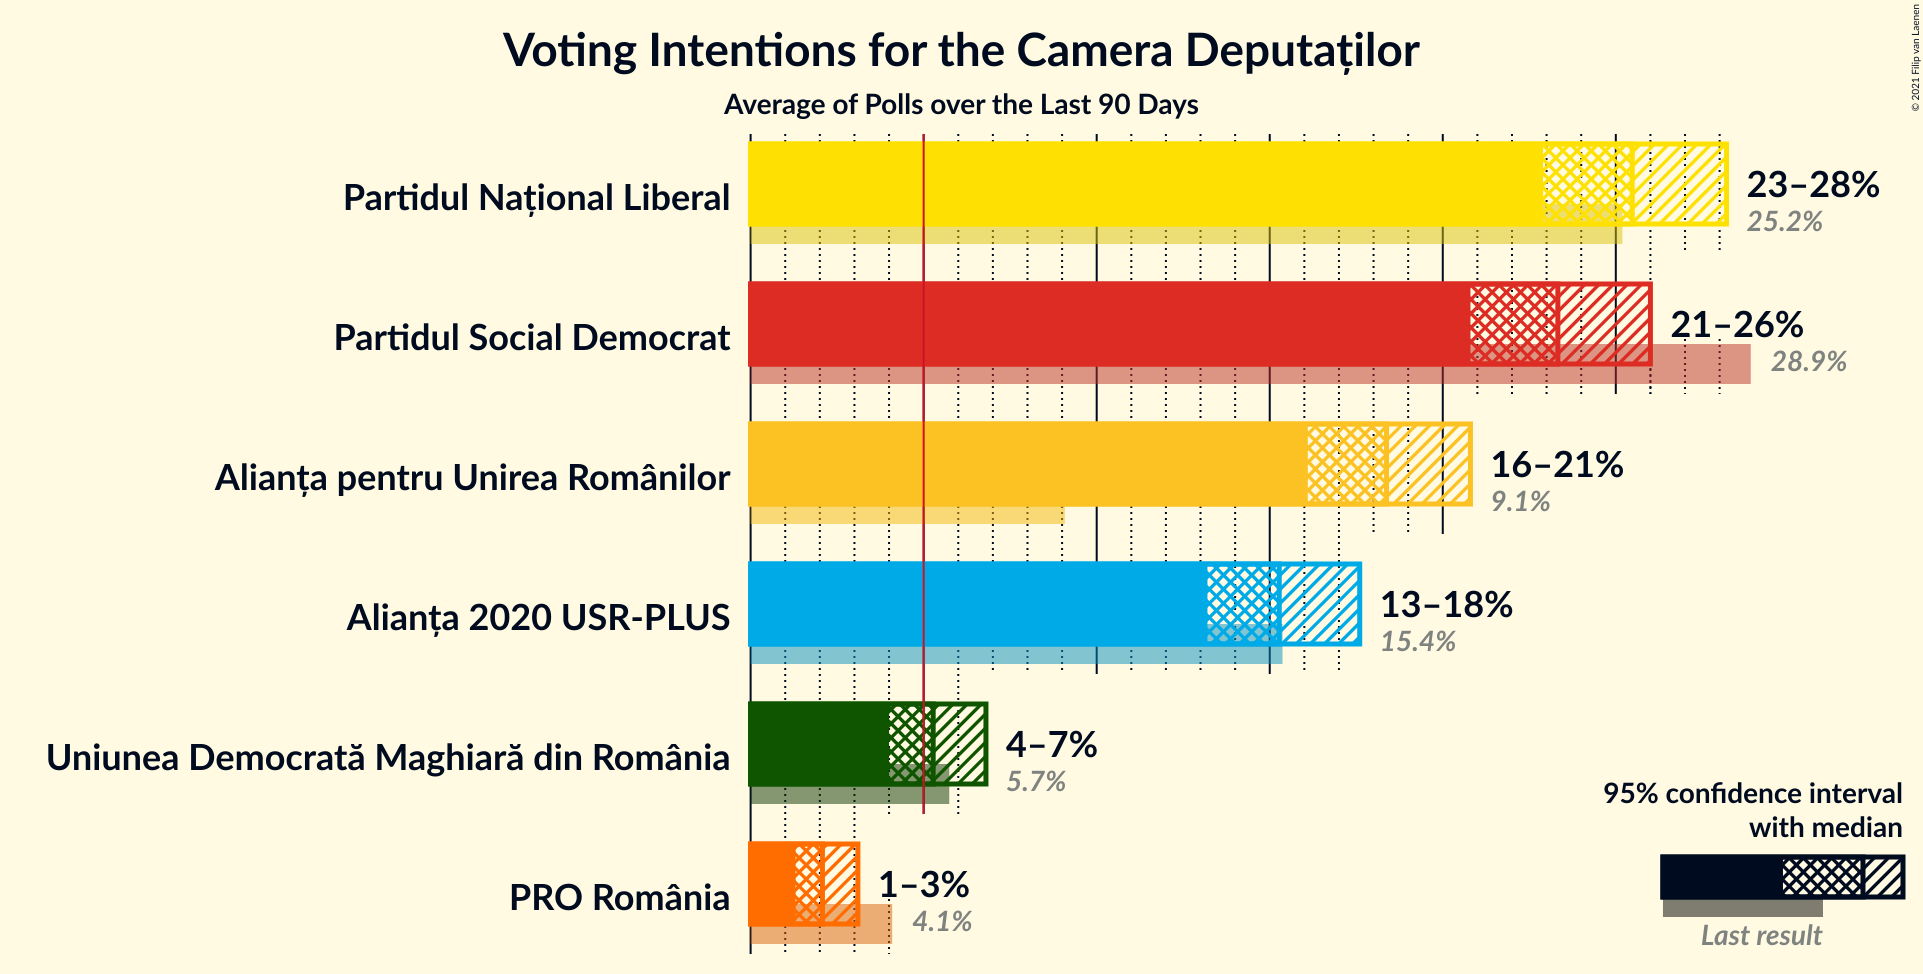 Voting Intentions for the Camera Deputaților
Average of Polls over the Last 90 Days
© 2021 Filip van Laenen
Partidul Național Liberal
23–28%
25.2%
Partidul Social Democrat
21–26%
28.9%
Alianța pentru Unirea Românilor
16–21%
9.1%
Alianța 2020 USR-PLUS
13–18%
15.4%
Uniunea Democrată Maghiară din România
4–7%
5.7%
PRO România
1–3%
4.1%
95% confidence interval
with median
Last result